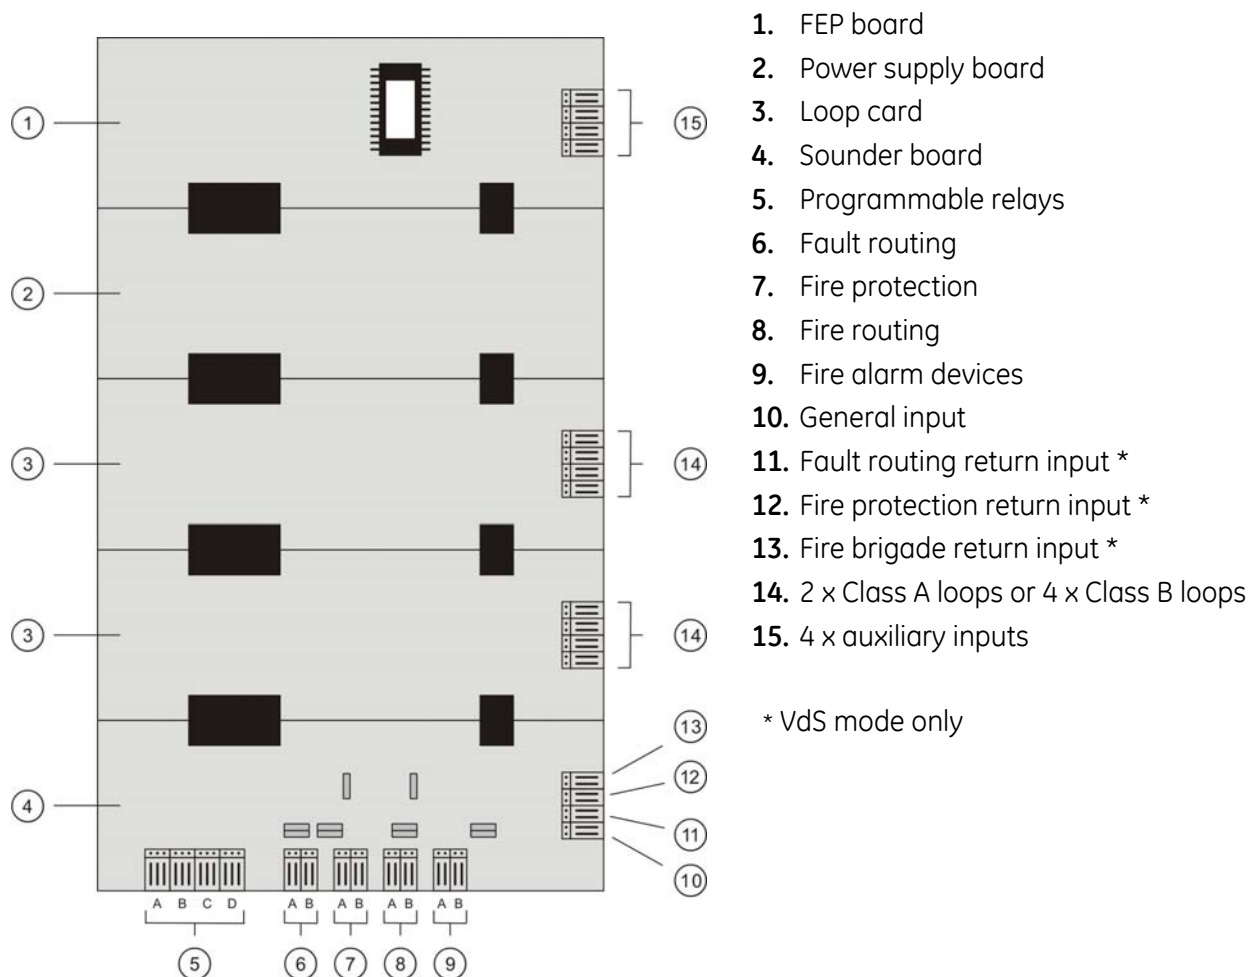 1. FEP board
2. Power supply board
3. Loop card
4. Sounder board
5. Programmable relays
6. Fault routing
7. Fire protection
8. Fire routing
9. Fire alarm devices
10. General input
11. Fault routing return input *
12. Fire protection return input *
13. Fire brigade return input *
14. 2 x Class A loops or 4 x Class B loops
15. 4 x auxiliary inputs
* VdS mode only
1
15
2
3
14
3
14
13
12
4
11
10
A B C D A B A B A B A B
5 6 7 8 9